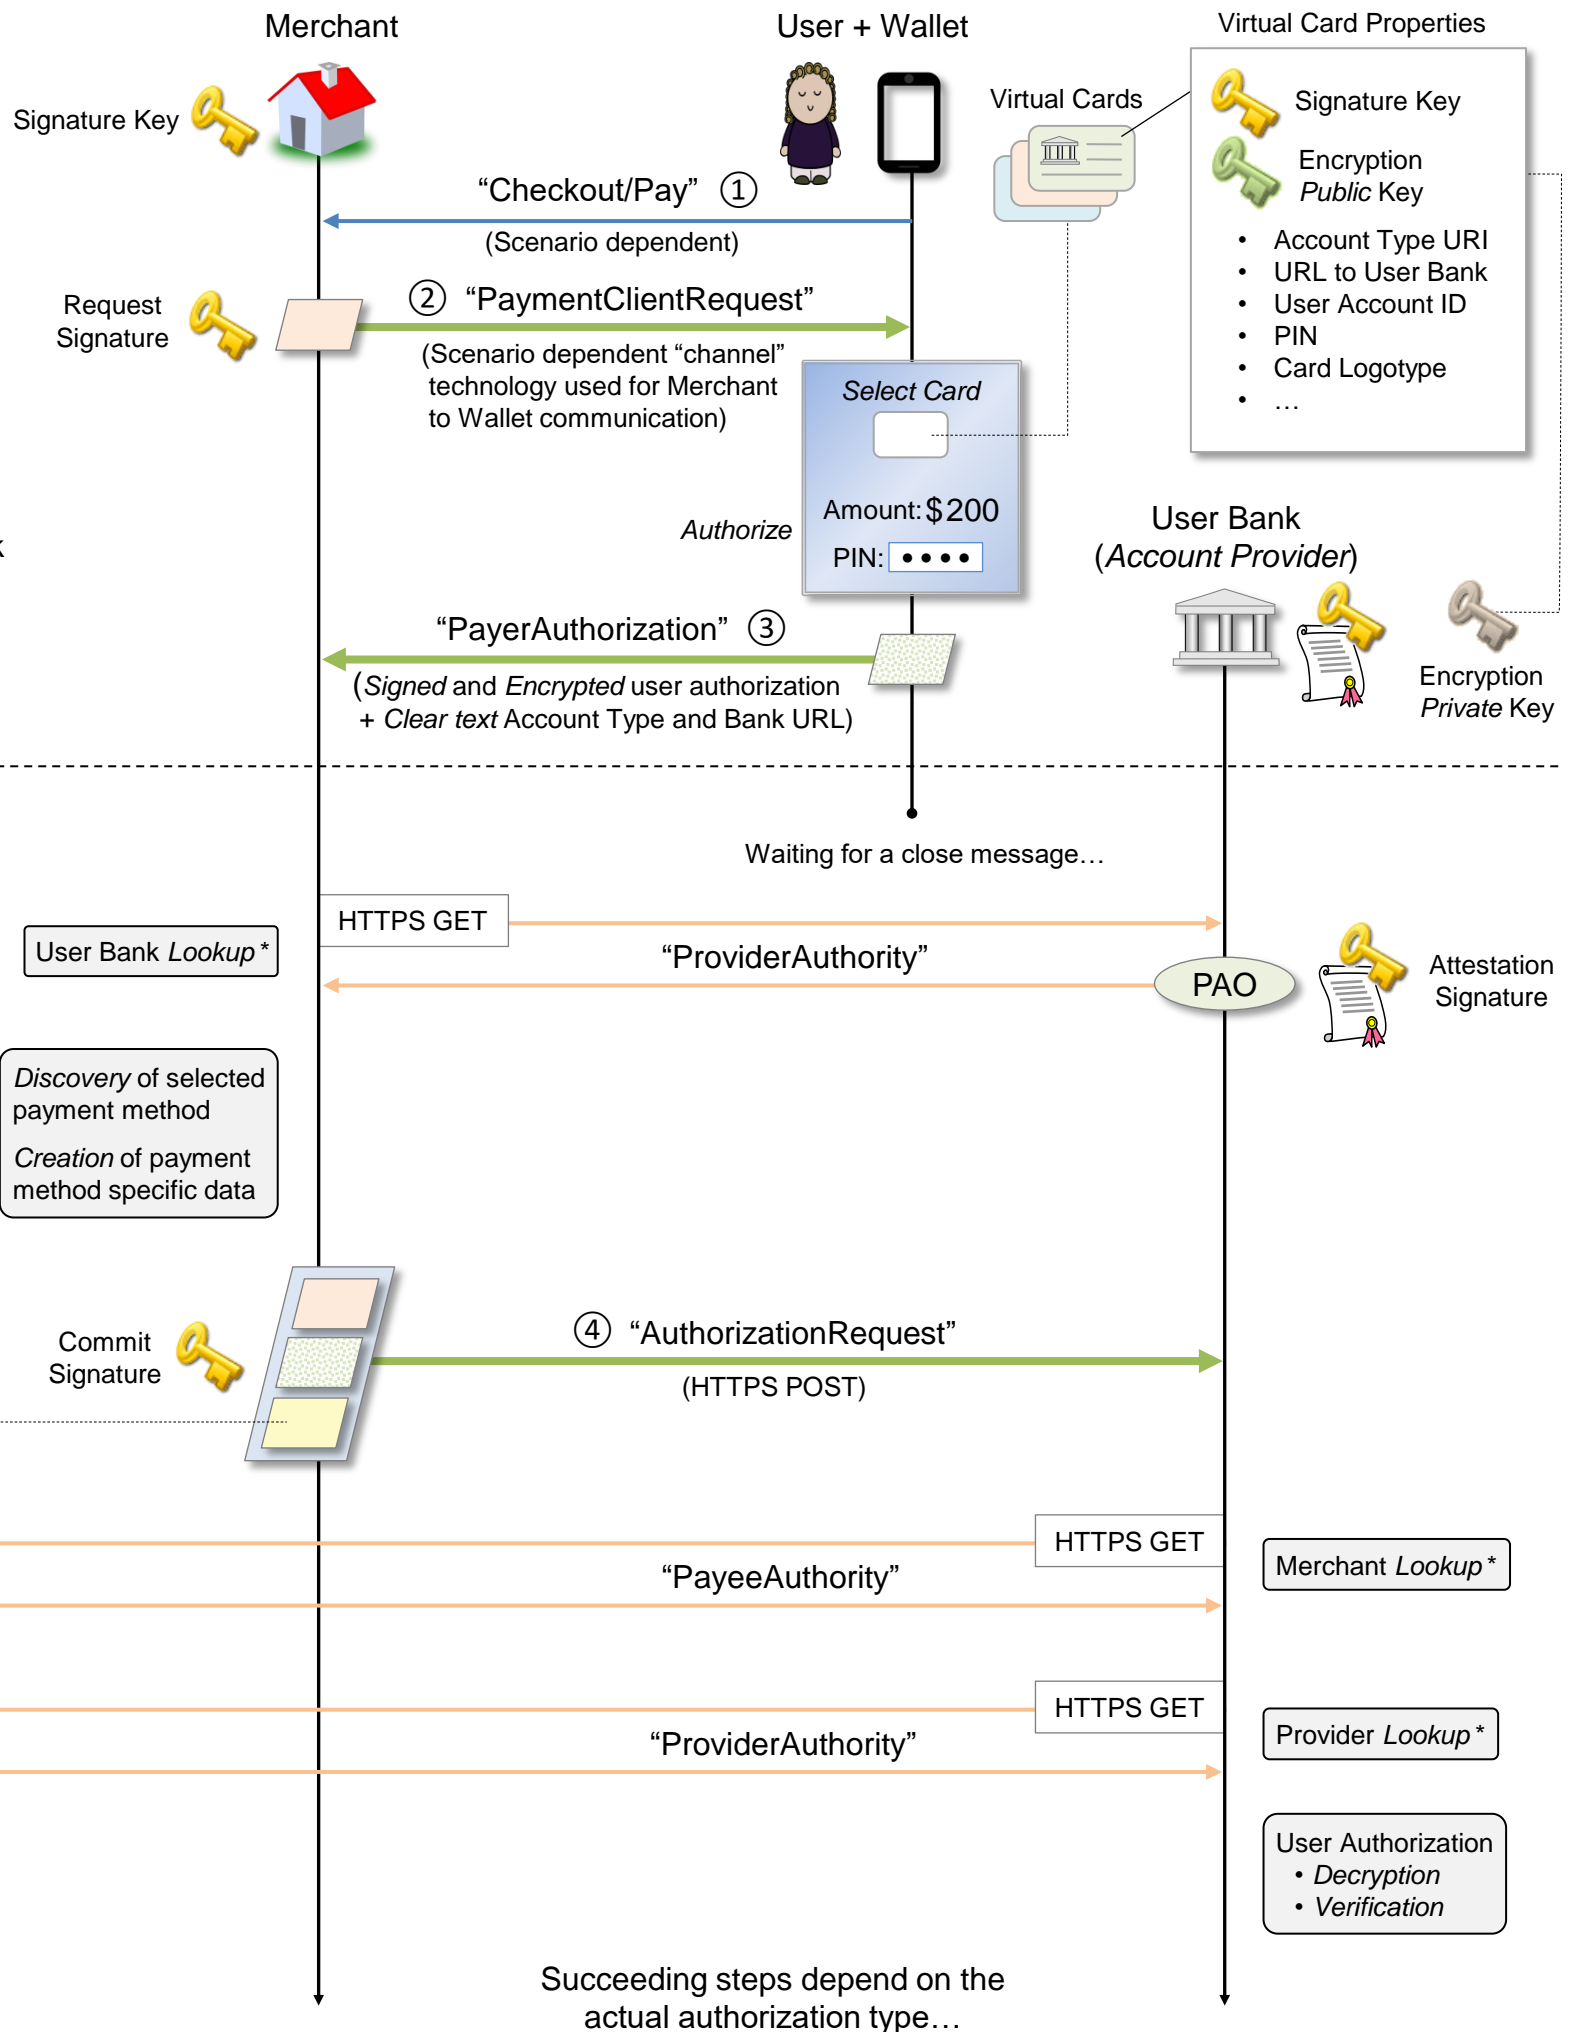 Merchant
User + Wallet
Virtual Card Properties
Signature Key
Virtual Cards
Signature Key
Encryption
Public Key
• Account Type URI
• URL to User Bank
• User Account ID
• PIN
• Card Logotype
• …
“Checkout/Pay” ①
(Scenario dependent)
Request
Signature
② “PaymentClientRequest”
(Scenario dependent “channel”
technology used for Merchant
to Wallet communication)
Select Card
Amount: $200
PIN: ••••
Authorize
User Bank
(Account Provider)
“PayerAuthorization” ③
(Signed and Encrypted user authorization
+ Clear text Account Type and Bank URL)
Encryption
Private Key
Waiting for a close message…
HTTPS GET
User Bank Lookup *
“ProviderAuthority”
PAO
Attestation
Signature
Discovery of selected
payment method
Creation of payment
method specific data
Commit
Signature
④ “AuthorizationRequest”
(HTTPS POST)
HTTPS GET
Merchant Lookup *
“PayeeAuthority”
HTTPS GET
Provider Lookup *
“ProviderAuthority”
User Authorization
• Decryption
• Verification
Succeeding steps depend on the
actual authorization type…